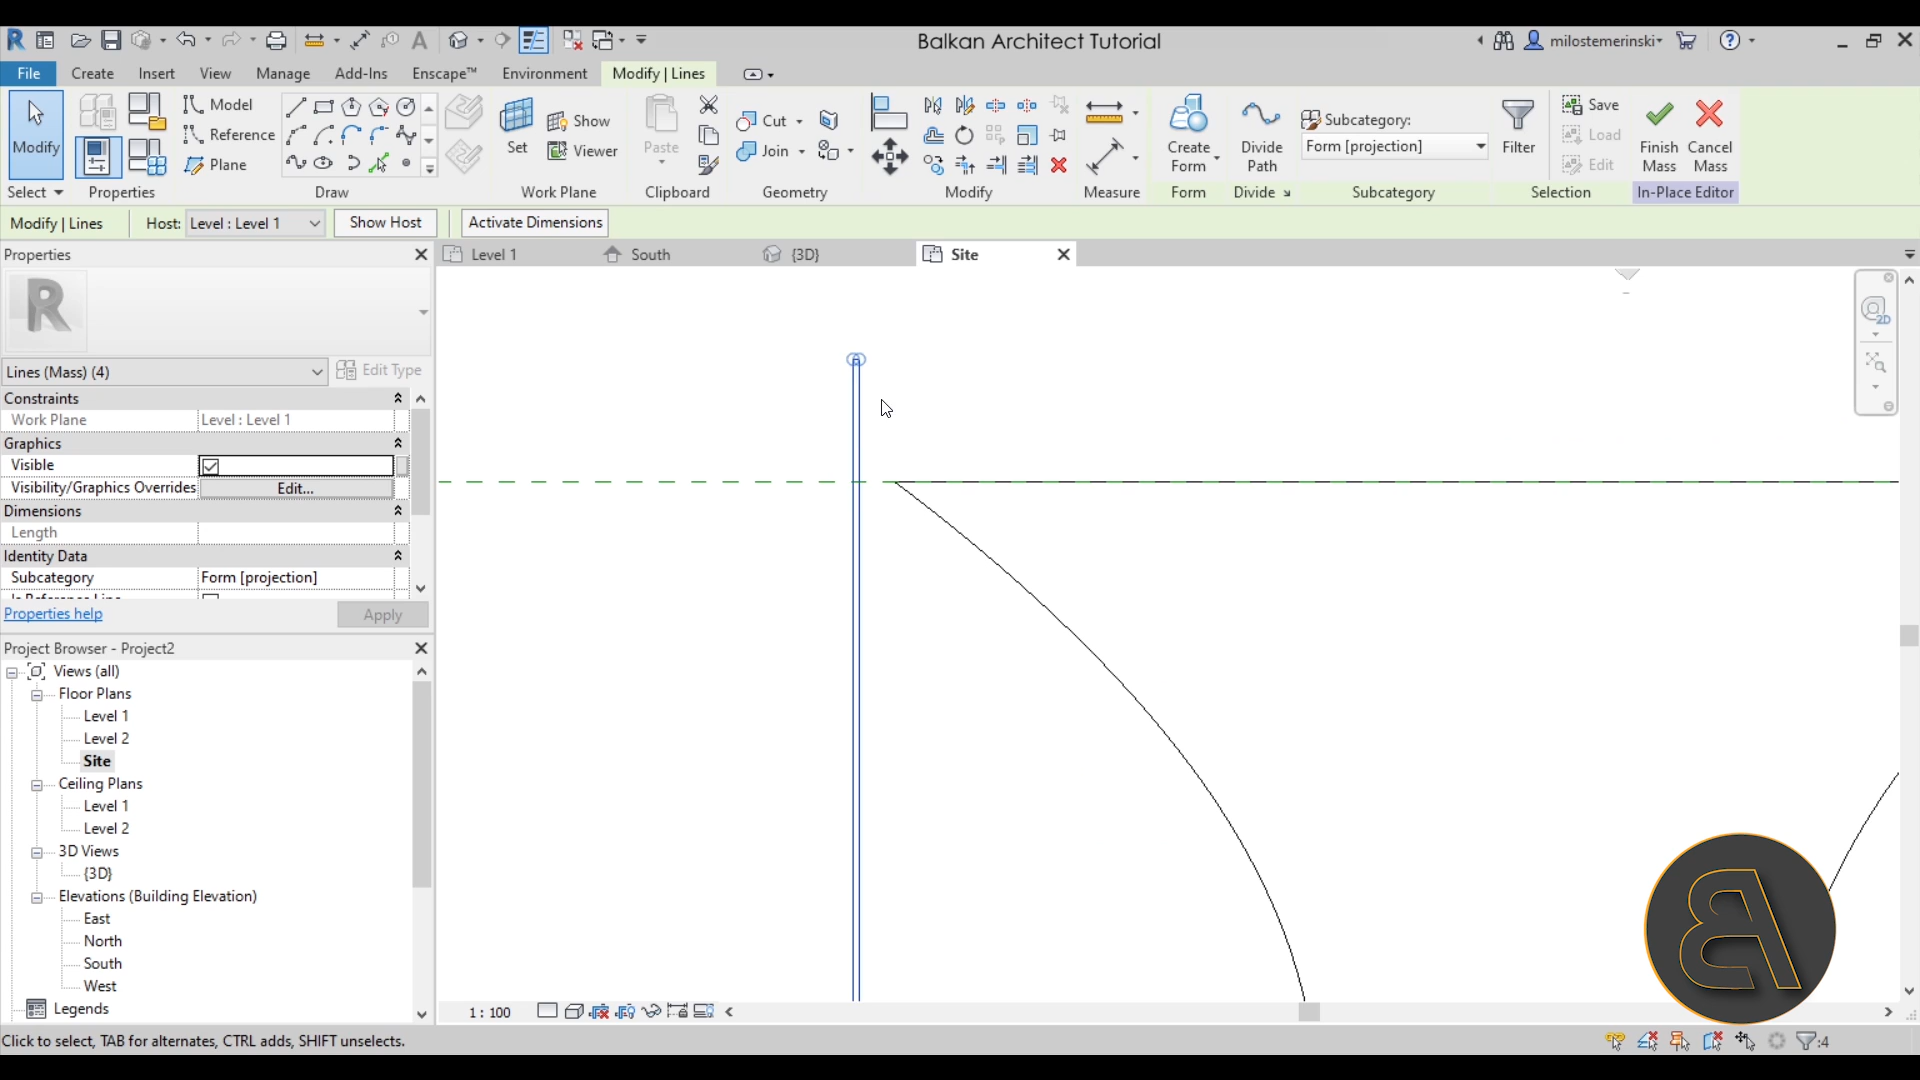 Balkan Architect Tutorial
milostemerinski
File Create Insert View Manage Add-Ins Enscape™ Environment Modify | Lines
Modify
Model
Reference
Plane
Set
Show
Viewer
Paste
Cut
Join
Create Form
Divide Path
Subcategory:
Form [projection]
Filter
Save
Load
Edit
Finish Mass
Cancel Mass
Select Properties Draw Work Plane Clipboard Geometry Modify Measure Form Divide Subcategory Selection In-Place Editor
Modify | Lines Host: Level : Level 1 Show Host Activate Dimensions
Properties
Level 1 South {3D} Site
R
2D
Lines (Mass) (4) Edit Type
Constraints
Work Plane Level : Level 1
Graphics
Visible
Visibility/Graphics Overrides Edit...
Dimensions
Length
Identity Data
Subcategory Form [projection]
Properties help Apply
Project Browser - Project2
Views (all)
Floor Plans
Level 1
Level 2
Site
Ceiling Plans
Level 1
Level 2
3D Views
{3D}
Elevations (Building Elevation)
East
North
South
West
Legends
1 : 100
Click to select, TAB for alternates, CTRL adds, SHIFT unselects.
:4